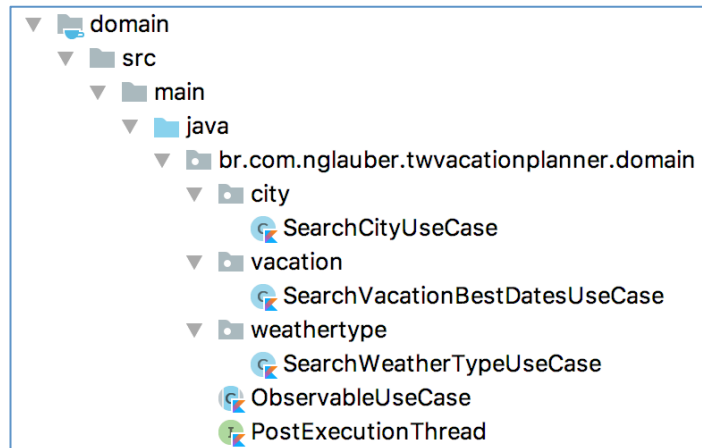 domain
src
main
java
br.com.nglauber.twvacationplanner.domain
city
SearchCityUseCase
vacation
SearchVacationBestDatesUseCase
weathertype
SearchWeatherTypeUseCase
ObservableUseCase
PostExecutionThread